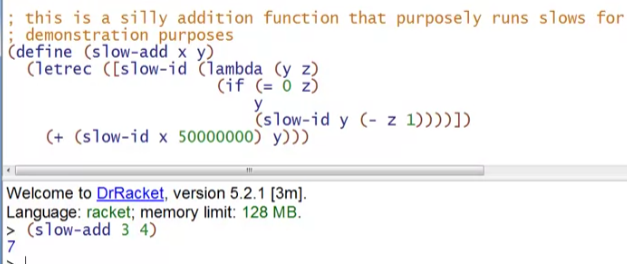 ; this is a silly addition function that purposely runs slows for
; demonstration purposes
(define (slow-add x y)
  (letrec ([slow-id (lambda (y z)
                      (if (= 0 z)
                          y
                          (slow-id y (- z 1))))])
    (+ (slow-id x 50000000) y)))
Welcome to DrRacket, version 5.2.1 [3m].
Language: racket; memory limit: 128 MB.
> (slow-add 3 4)
7
>